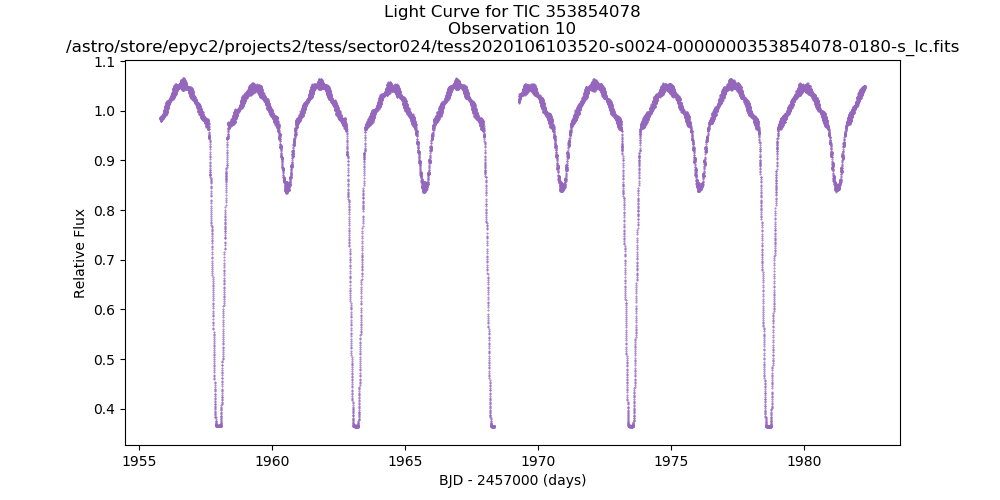 Light Curve for TIC 353854078
Observation 10
/astro/store/epyc2/projects2/tess/sector024/tess2020106103520-s0024-0000000353854078-0180-s_lc.fits
1.1
1.0
0.9
0.8
0.7
0.6
0.5
0.4
Relative Flux
1955
1960
1965
1970
1975
1980
BJD - 2457000 (days)